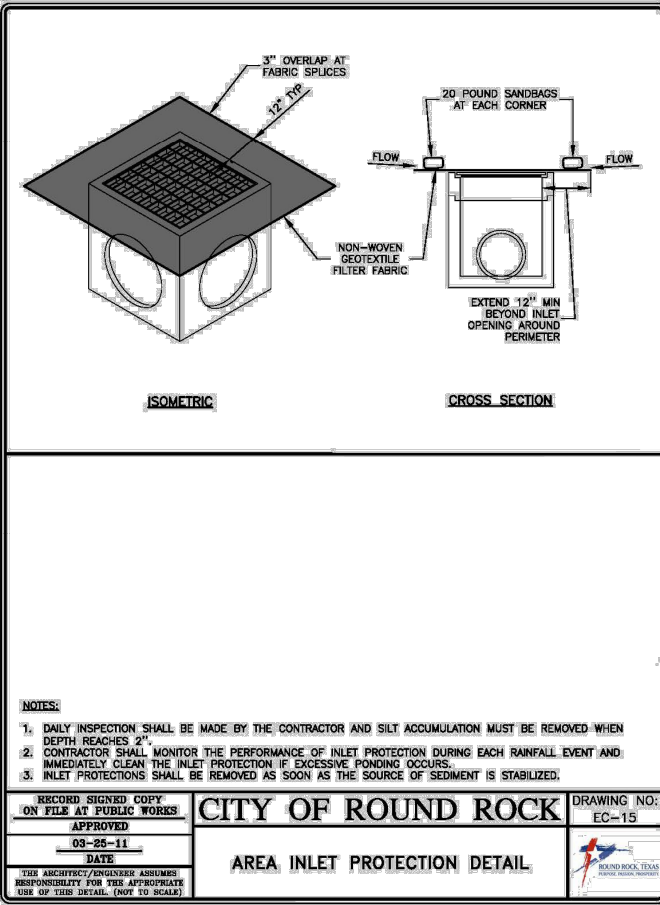 3" OVERLAP AT
FABRIC SPLICES
12" TYP
NON-WOVEN
GEOTEXTILE
FILTER FABRIC
ISOMETRIC
20 POUND SANDBAGS
AT EACH CORNER
FLOW
FLOW
EXTEND 12" MIN
BEYOND INLET
OPENING AROUND
PERIMETER
CROSS SECTION
NOTES:
1. DAILY INSPECTION SHALL BE MADE BY THE CONTRACTOR AND SILT ACCUMULATION MUST BE REMOVED WHEN
DEPTH REACHES 2".
2. CONTRACTOR SHALL MONITOR THE PERFORMANCE OF INLET PROTECTION DURING EACH RAINFALL EVENT AND
IMMEDIATELY CLEAN THE INLET PROTECTION IF EXCESSIVE PONDING OCCURS.
3. INLET PROTECTIONS SHALL BE REMOVED AS SOON AS THE SOURCE OF SEDIMENT IS STABILIZED.
RECORD SIGNED COPY
ON FILE AT PUBLIC WORKS
APPROVED
03-25-11
DATE
THE ARCHITECT/ENGINEER ASSUMES
RESPONSIBILITY FOR THE APPROPRIATE
USE OF THIS DETAIL. (NOT TO SCALE)
CITY OF ROUND ROCK
AREA INLET PROTECTION DETAIL
DRAWING NO:
EC-15
ROUND ROCK, TEXAS
PURPOSE. PASSION. PROSPERITY.